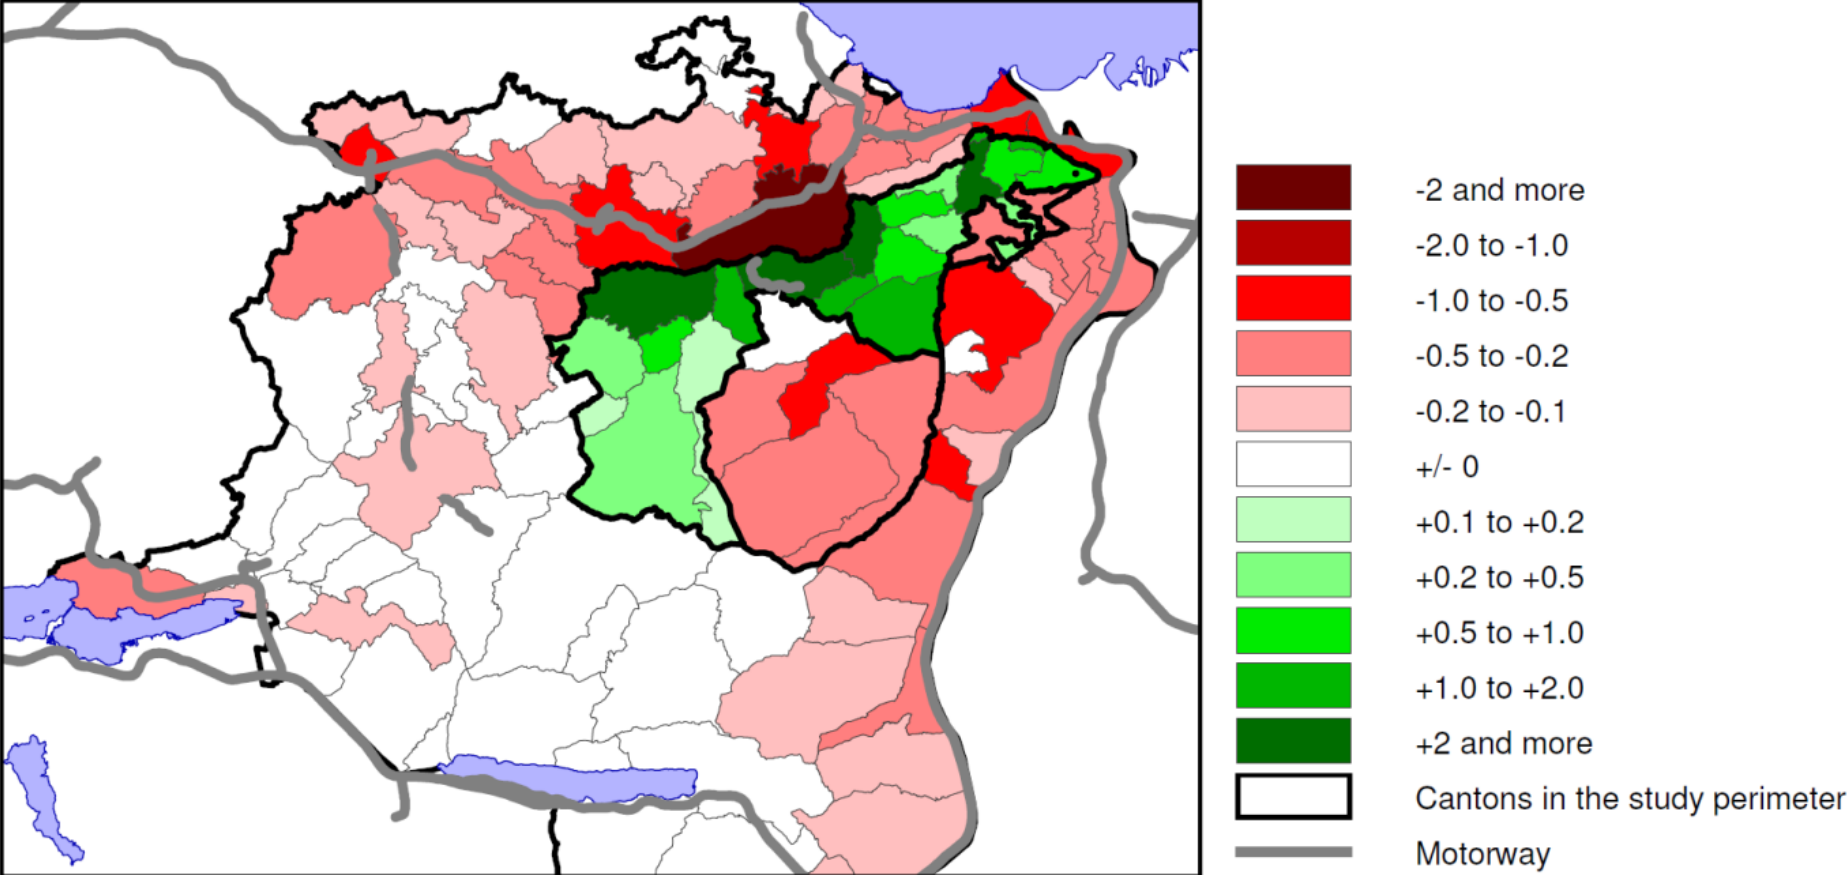 -2 and more
-2.0 to -1.0
-1.0 to -0.5
-0.5 to -0.2
-0.2 to -0.1
+/- 0
+0.1 to +0.2
+0.2 to +0.5
+0.5 to +1.0
+1.0 to +2.0
+2 and more
Cantons in the study perimeter
Motorway